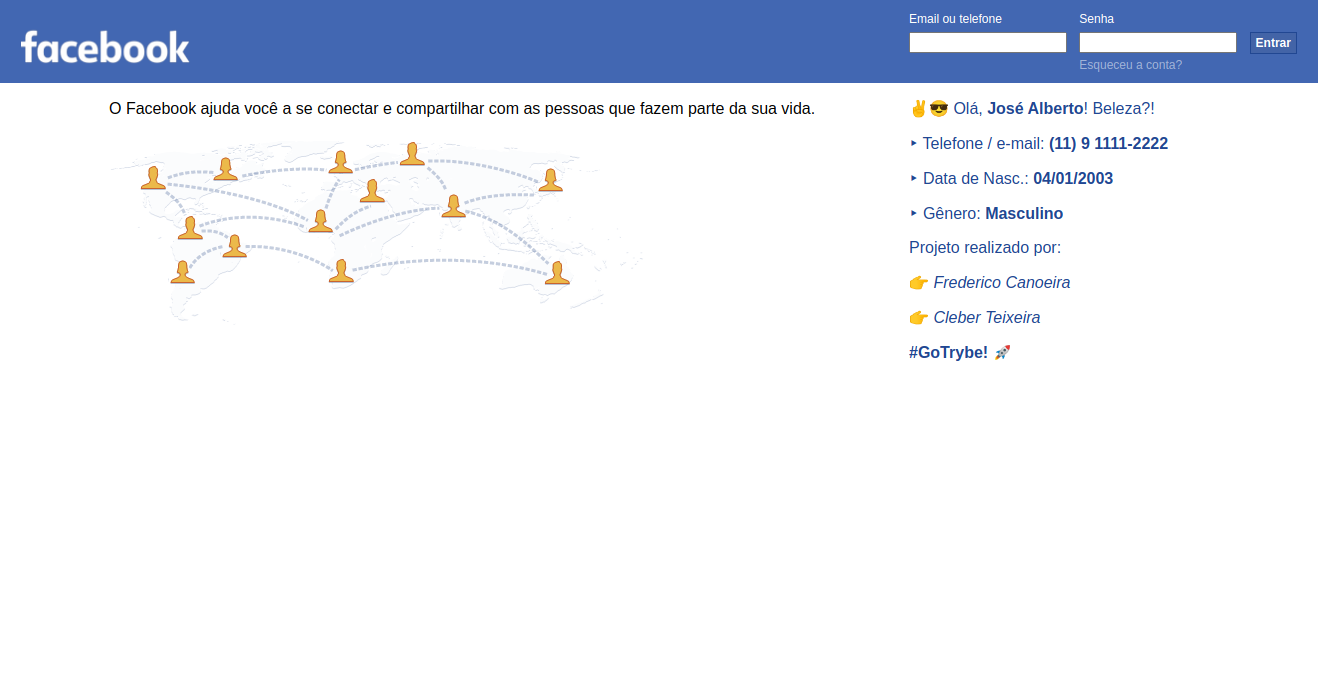 facebook
Email ou telefone
Senha
Entrar
Esqueceu a conta?
O Facebook ajuda você a se conectar e compartilhar com as pessoas que fazem parte da sua vida.
✌😎 Olá, José Alberto! Beleza?!
‣ Telefone / e-mail: (11) 9 1111-2222
‣ Data de Nasc.: 04/01/2003
‣ Gênero: Masculino
Projeto realizado por:
👉 Frederico Canoeira
👉 Cleber Teixeira
#GoTrybe! 🚀